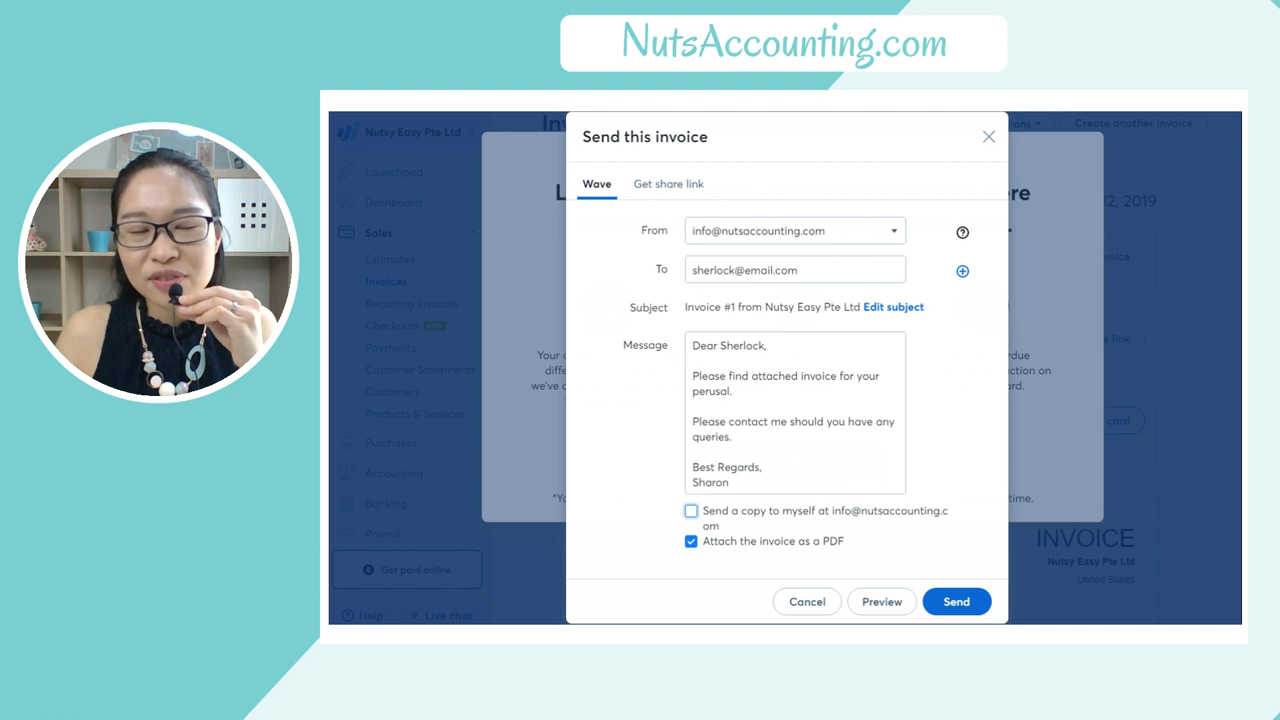 NutsAccounting.com
Nutsy Easy Pte Ltd
Launchpad
Dashboard
Sales
Estimates
Invoices
Recurring Invoices
Checkouts
Payments
Customer Statements
Customers
Products & Services
Purchases
Accounting
Banking
Payroll
Get paid online
Help
Live chat
Create another invoice
12, 2019
Send this invoice
Wave
Get share link
From
info@nutsaccounting.com
To
sherlock@email.com
Subject
Invoice #1 from Nutsy Easy Pte Ltd Edit subject
Message
Dear Sherlock,
Please find attached invoice for your
perusal.
Please contact me should you have any
queries.
Best Regards,
Sharon
Send a copy to myself at info@nutsaccounting.c
om
Attach the invoice as a PDF
Cancel
Preview
Send
INVOICE
Nutsy Easy Pte Ltd
United States